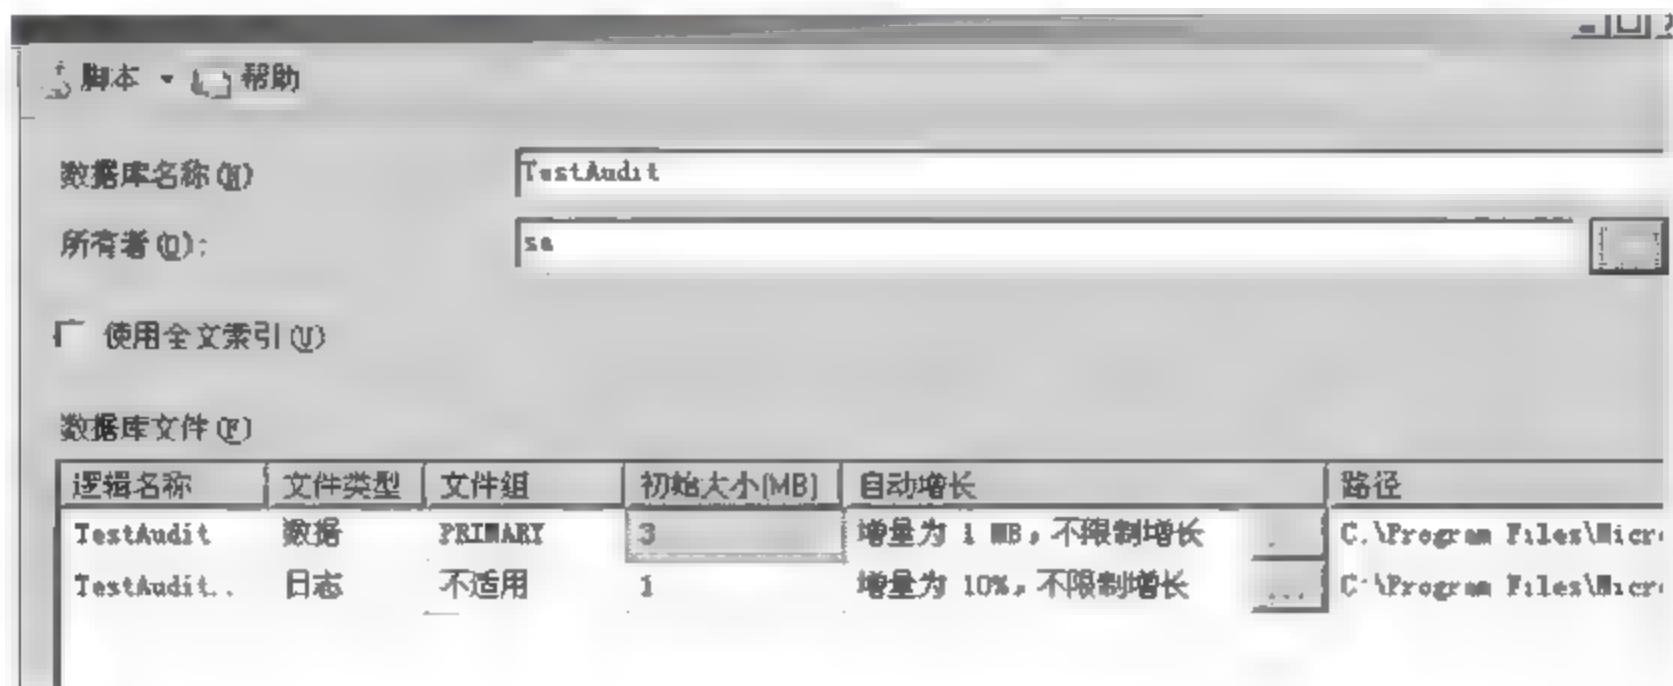 脚本 帮助
数据库名称(N)
TestAudit
所有者(O):
sa
使用全文索引(U)
数据库文件(F)
逻辑名称 文件类型 文件组 初始大小(MB) 自动增长 路径
TestAudit 数据 PRIMARY 3 增量为 1 MB，不限制增长 . C:\Program Files\Micr
TestAudit.. 日志 不适用 1 增量为 10%，不限制增长 ... C:\Program Files\Micr